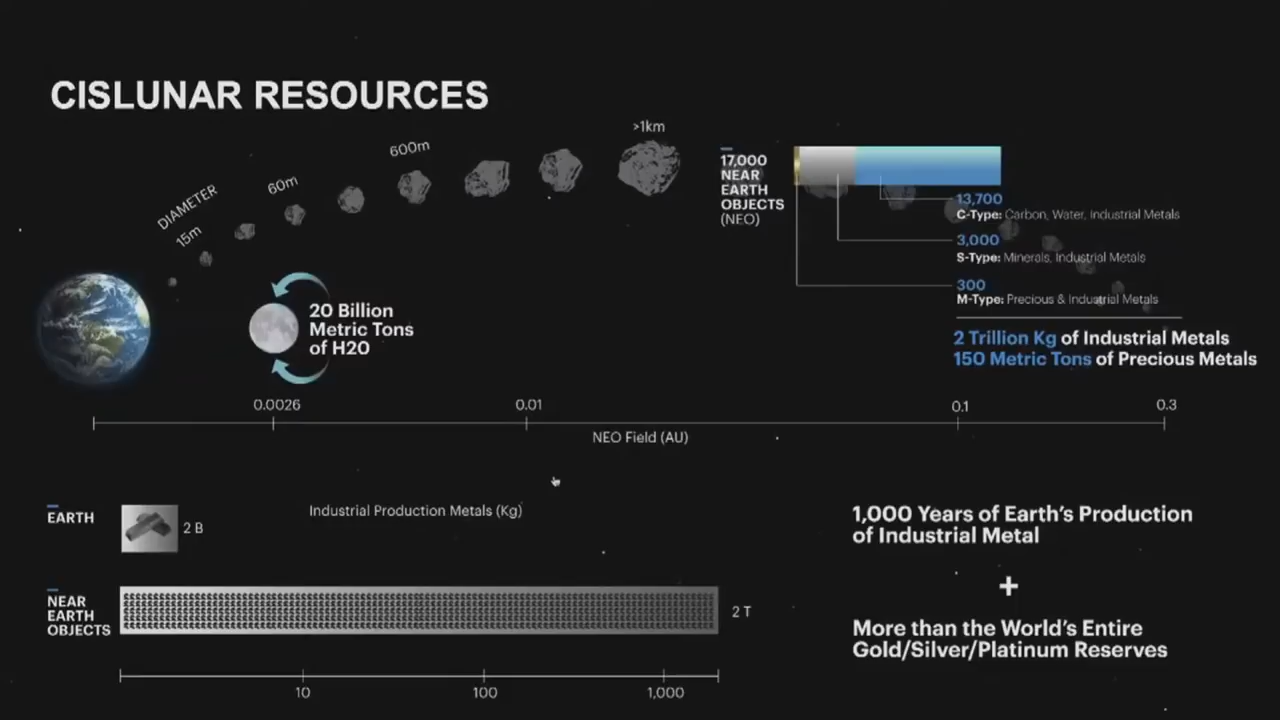 CISLUNAR RESOURCES
DIAMETER
15m
60m
600m
>1km
17,000
NEAR
EARTH
OBJECTS
(NEO)
13,700
C-Type: Carbon, Water, Industrial Metals
3,000
S-Type: Minerals, Industrial Metals
300
M-Type: Precious & Industrial Metals
2 Trillion Kg of Industrial Metals
150 Metric Tons of Precious Metals
20 Billion
Metric Tons
of H20
0.0026
0.01
0.1
0.3
NEO Field (AU)
Industrial Production Metals (Kg)
EARTH
2 B
NEAR
EARTH
OBJECTS
2 T
10
100
1,000
1,000 Years of Earth's Production
of Industrial Metal
+
More than the World's Entire
Gold/Silver/Platinum Reserves